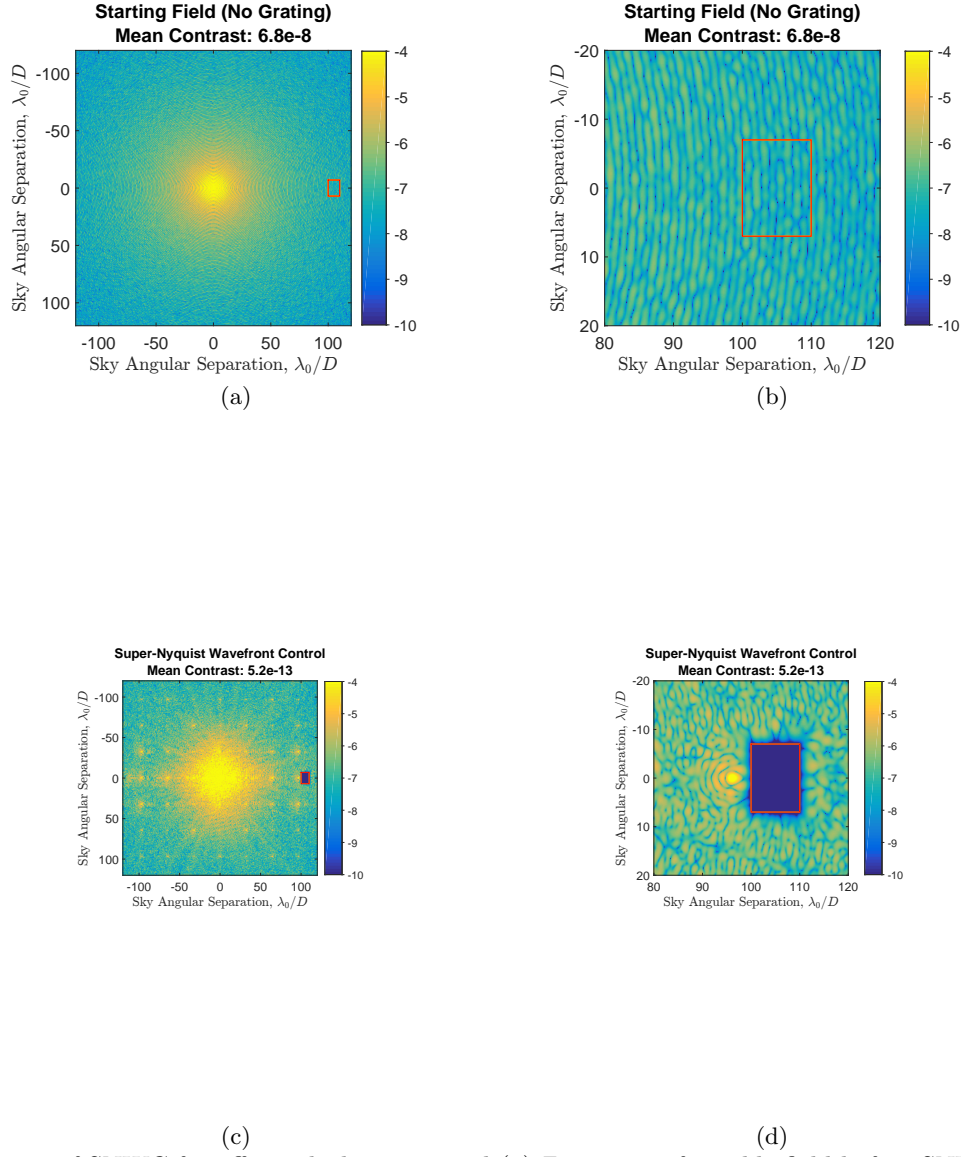 Starting Field (No Grating)
Mean Contrast: 6.8e-8
Sky Angular Separation, λ₀/D
-100
-50
0
50
100
-100 -50 0 50 100
Sky Angular Separation, λ₀/D
-4
-5
-6
-7
-8
-9
-10
(a)
Starting Field (No Grating)
Mean Contrast: 6.8e-8
Sky Angular Separation, λ₀/D
-20
-10
0
10
20
80 90 100 110 120
Sky Angular Separation, λ₀/D
-4
-5
-6
-7
-8
-9
-10
(b)
Super-Nyquist Wavefront Control
Mean Contrast: 5.2e-13
Sky Angular Separation, λ₀/D
-100
-50
0
50
100
-100 -50 0 50 100
Sky Angular Separation, λ₀/D
-4
-5
-6
-7
-8
-9
-10
(c)
Super-Nyquist Wavefront Control
Mean Contrast: 5.2e-13
Sky Angular Separation, λ₀/D
-20
-10
0
10
20
80 90 100 110 120
Sky Angular Separation, λ₀/D
-4
-5
-6
-7
-8
-9
-10
(d)